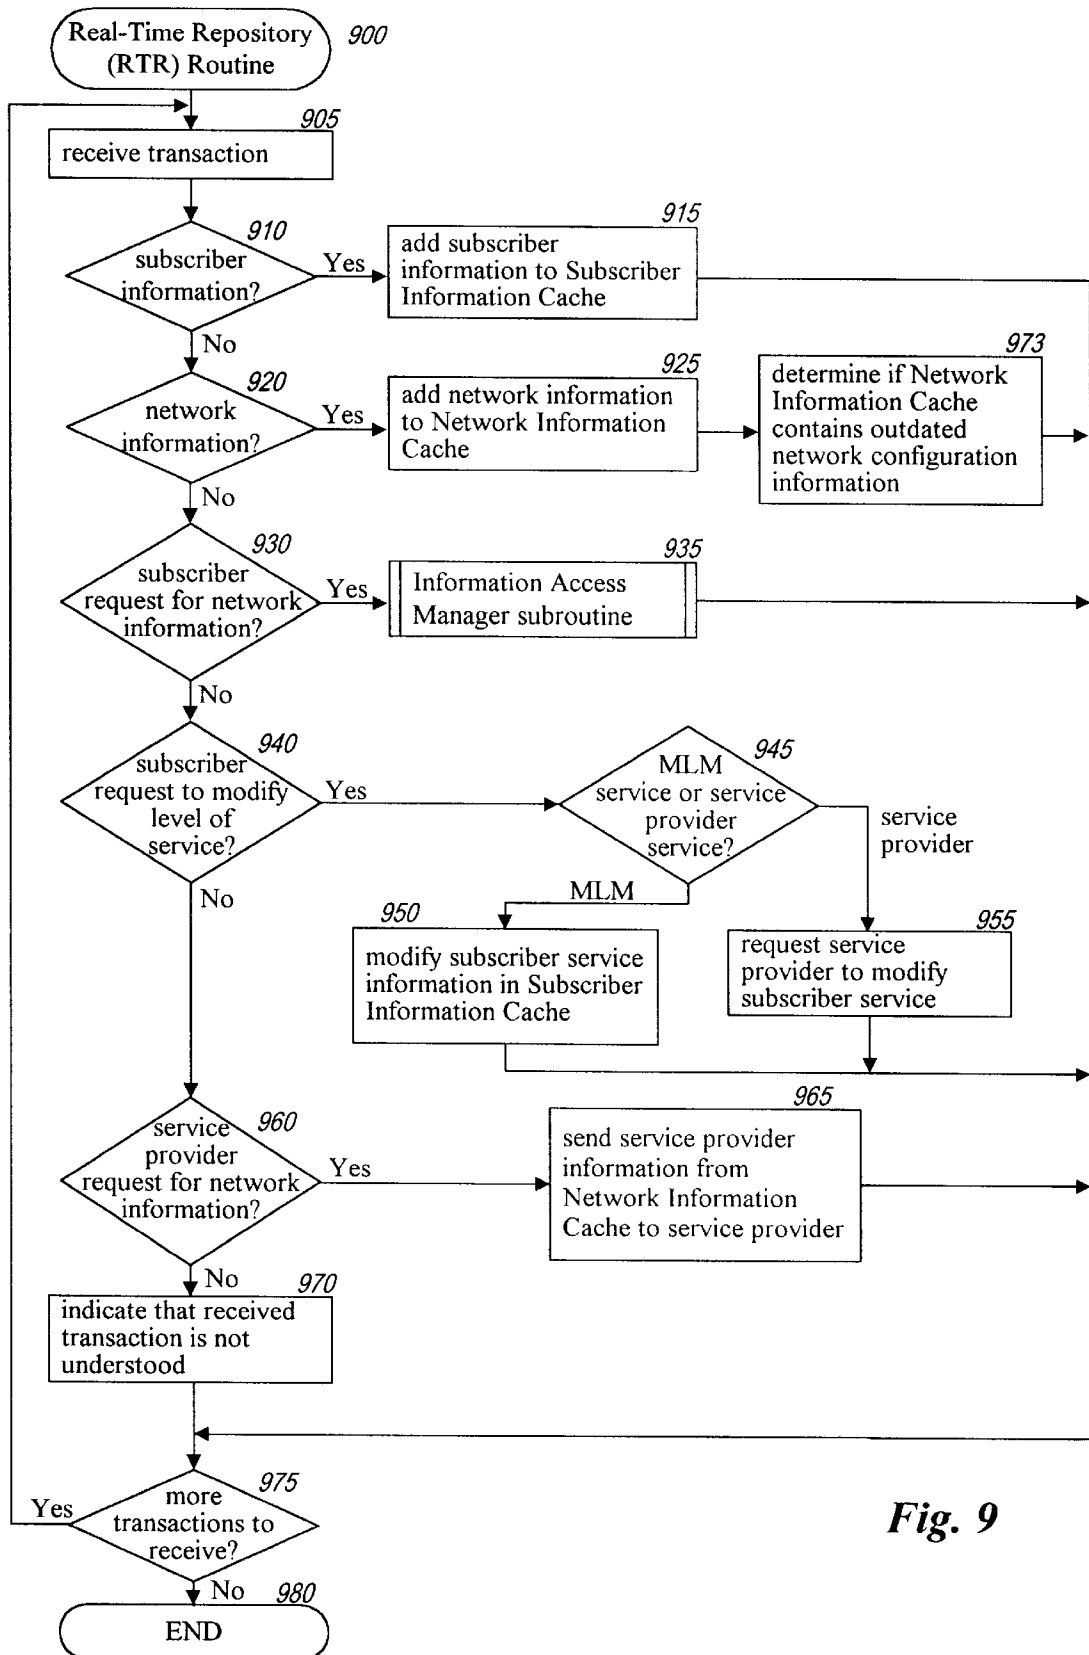 Real-Time Repository
(RTR) Routine
900
905
receive transaction
910
subscriber
information?
Yes
915
add subscriber
information to Subscriber
Information Cache
No
920
network
information?
Yes
925
add network information
to Network Information
Cache
973
determine if Network
Information Cache
contains outdated
network configuration
information
No
930
subscriber
request for network
information?
Yes
935
Information Access
Manager subroutine
No
940
subscriber
request to modify
level of
service?
Yes
945
MLM
service or service
provider
service?
service
provider
No
MLM
950
modify subscriber service
information in Subscriber
Information Cache
955
request service
provider to modify
subscriber service
960
service
provider
request for network
information?
Yes
965
send service provider
information from
Network Information
Cache to service provider
No
970
indicate that received
transaction is not
understood
975
more
transactions to
receive?
Yes
No
980
END
Fig. 9